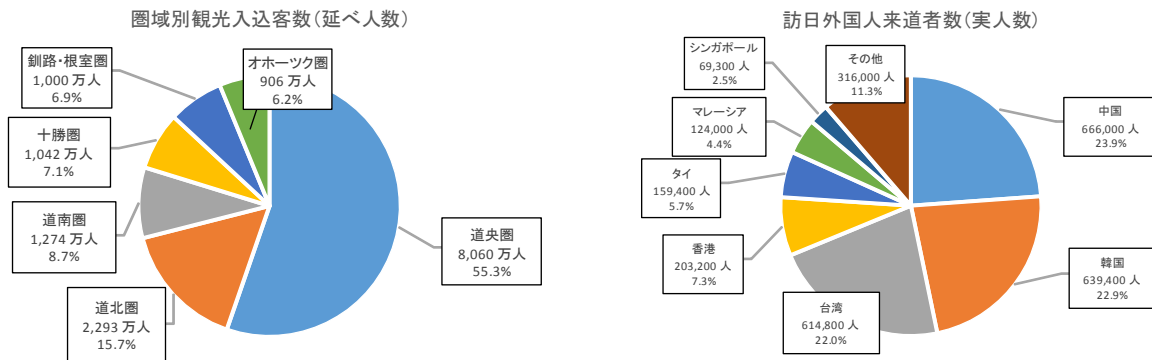 圏域別観光入込客数(延べ人数)
釧路・根室圏
1,000 万人
6.9%
オホーツク圏
906 万人
6.2%
十勝圏
1,042 万人
7.1%
道南圏
1,274 万人
8.7%
道北圏
2,293 万人
15.7%
道央圏
8,060 万人
55.3%
訪日外国人来道者数(実人数)
シンガポール
69,300 人
2.5%
その他
316,000 人
11.3%
マレーシア
124,000 人
4.4%
タイ
159,400 人
5.7%
香港
203,200 人
7.3%
台湾
614,800 人
22.0%
中国
666,000 人
23.9%
韓国
639,400 人
22.9%